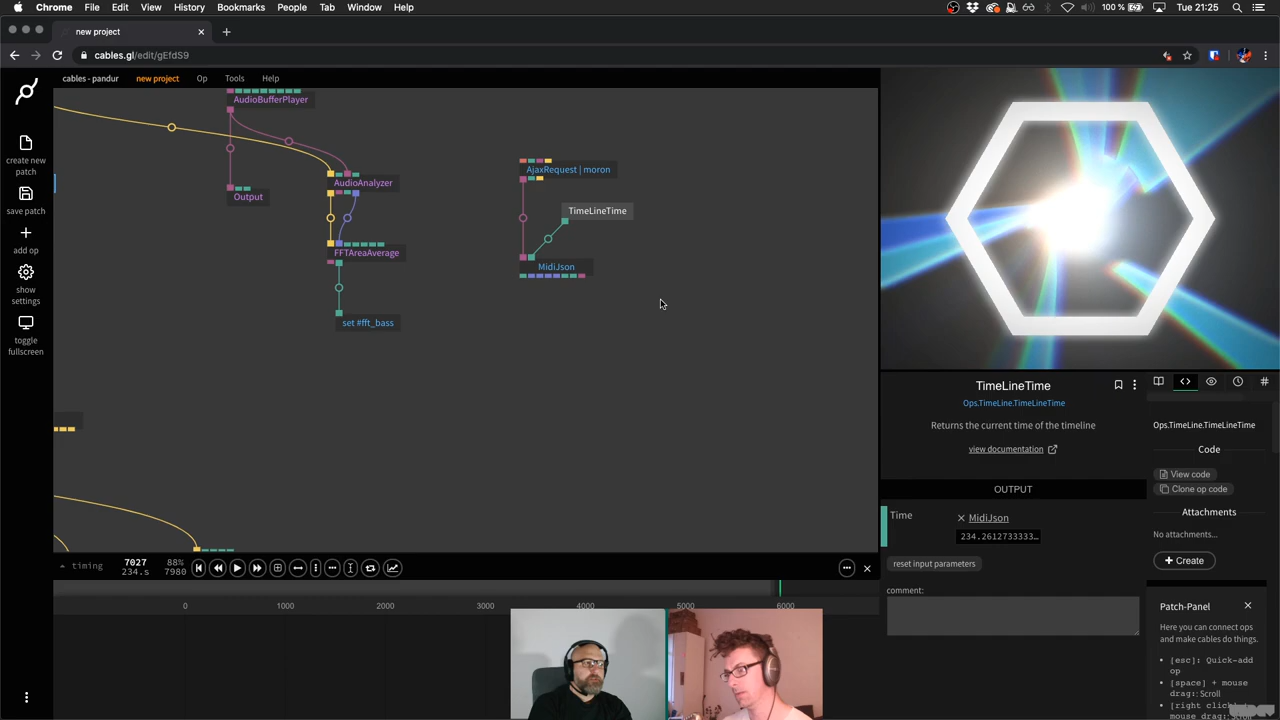 Chrome File Edit View History Bookmarks People Tab Window Help 100 % Tue 21:25
new project
cables.gl/edit/gEfdS9
cables - pandur new project Op Tools Help
create new
patch
save patch
add op
show
settings
toggle
fullscreen
AudioBufferPlayer
Output
AudioAnalyzer
FFTAreaAverage
set #fft_bass
AjaxRequest | moron
TimeLineTime
MidiJson
TimeLineTime
Ops.TimeLine.TimeLineTime
Returns the current time of the timeline
view documentation
OUTPUT
Time
MidiJson
234.2612733333…
reset input parameters
comment:
Ops.TimeLine.TimeLineTime
Code
View code
Clone op code
Attachments
No attachments...
+ Create
Patch-Panel
Here you can connect ops
and make cables do things.
• [esc]: Quick-add
op
• [space] + mouse
drag: Scroll
• [right click] +
mouse drag: Scroll
timing
7027
234.s
88%
7980
0 1000 2000 3000 4000 5000 6000